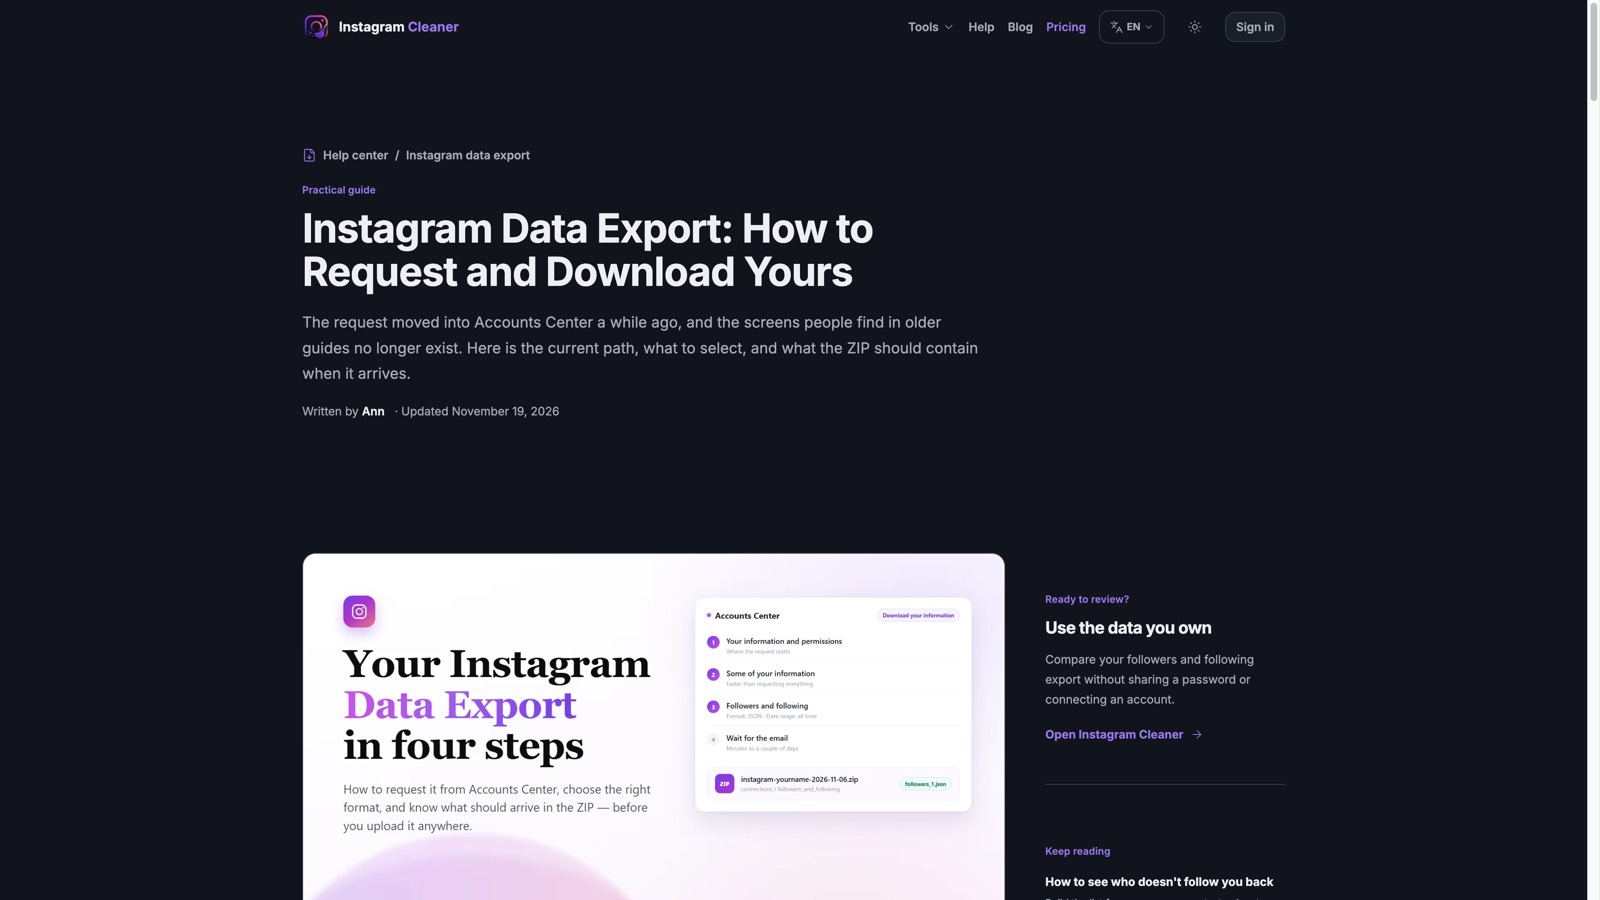 Instagram Cleaner
Tools
Help
Blog
Pricing
EN
Sign in
Help center / Instagram data export
Practical guide
Instagram Data Export: How to
Request and Download Yours
The request moved into Accounts Center a while ago, and the screens people find in older
guides no longer exist. Here is the current path, what to select, and what the ZIP should contain
when it arrives.
Written by Ann · Updated November 19, 2026
Your Instagram
Data Export
in four steps
How to request it from Accounts Center, choose the right
format, and know what should arrive in the ZIP — before
you upload it anywhere.
Accounts Center
Download your information
1
Your information and permissions
Where the request starts
2
Some of your information
Faster than requesting everything
3
Followers and following
Format: JSON · Date range: all time
4
Wait for the email
Minutes to a couple of days
ZIP
instagram-yourname-2026-11-06.zip
connections / followers_and_following
followers_1.json
Ready to review?
Use the data you own
Compare your followers and following
export without sharing a password or
connecting an account.
Open Instagram Cleaner
Keep reading
How to see who doesn't follow you back